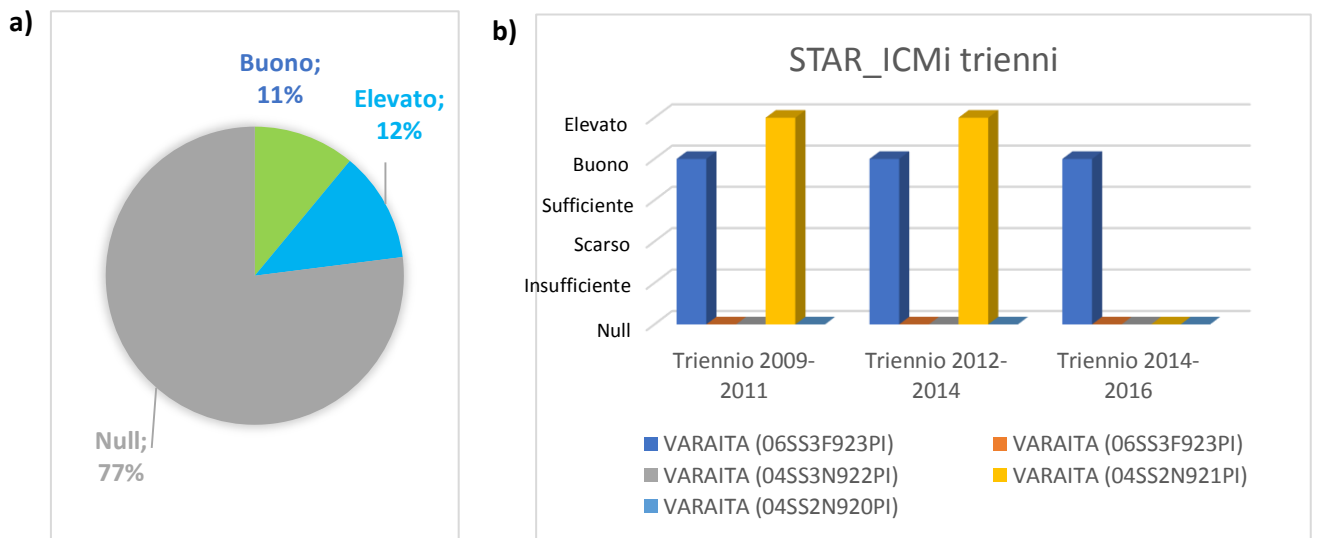 a)
Buono;
11%
Elevato;
12%
Null;
77%
b)
STAR_ICMi trienni
Elevato
Buono
Sufficiente
Scarso
Insufficiente
Null
Triennio 2009-
2011
Triennio 2012-
2014
Triennio 2014-
2016
VARAITA (06SS3F923PI)
VARAITA (06SS3F923PI)
VARAITA (04SS3N922PI)
VARAITA (04SS2N921PI)
VARAITA (04SS2N920PI)